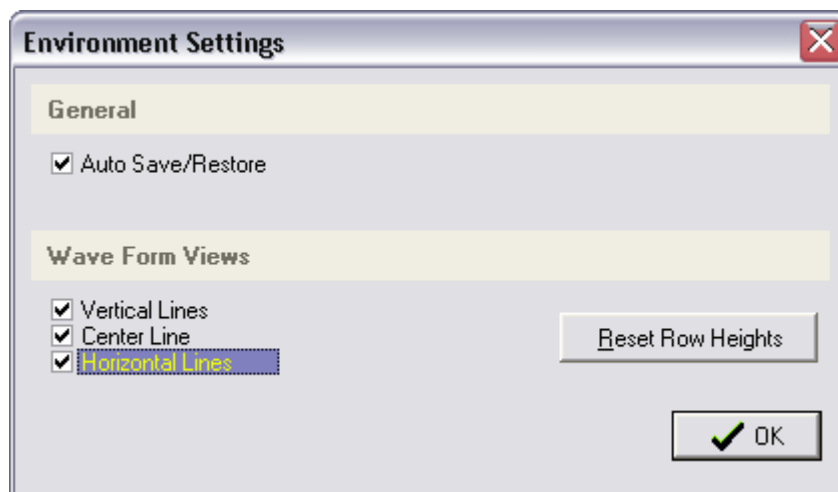 Environment Settings
General
Auto Save/Restore
Wave Form Views
Vertical Lines
Center Line
Horizontal Lines
Reset Row Heights
OK